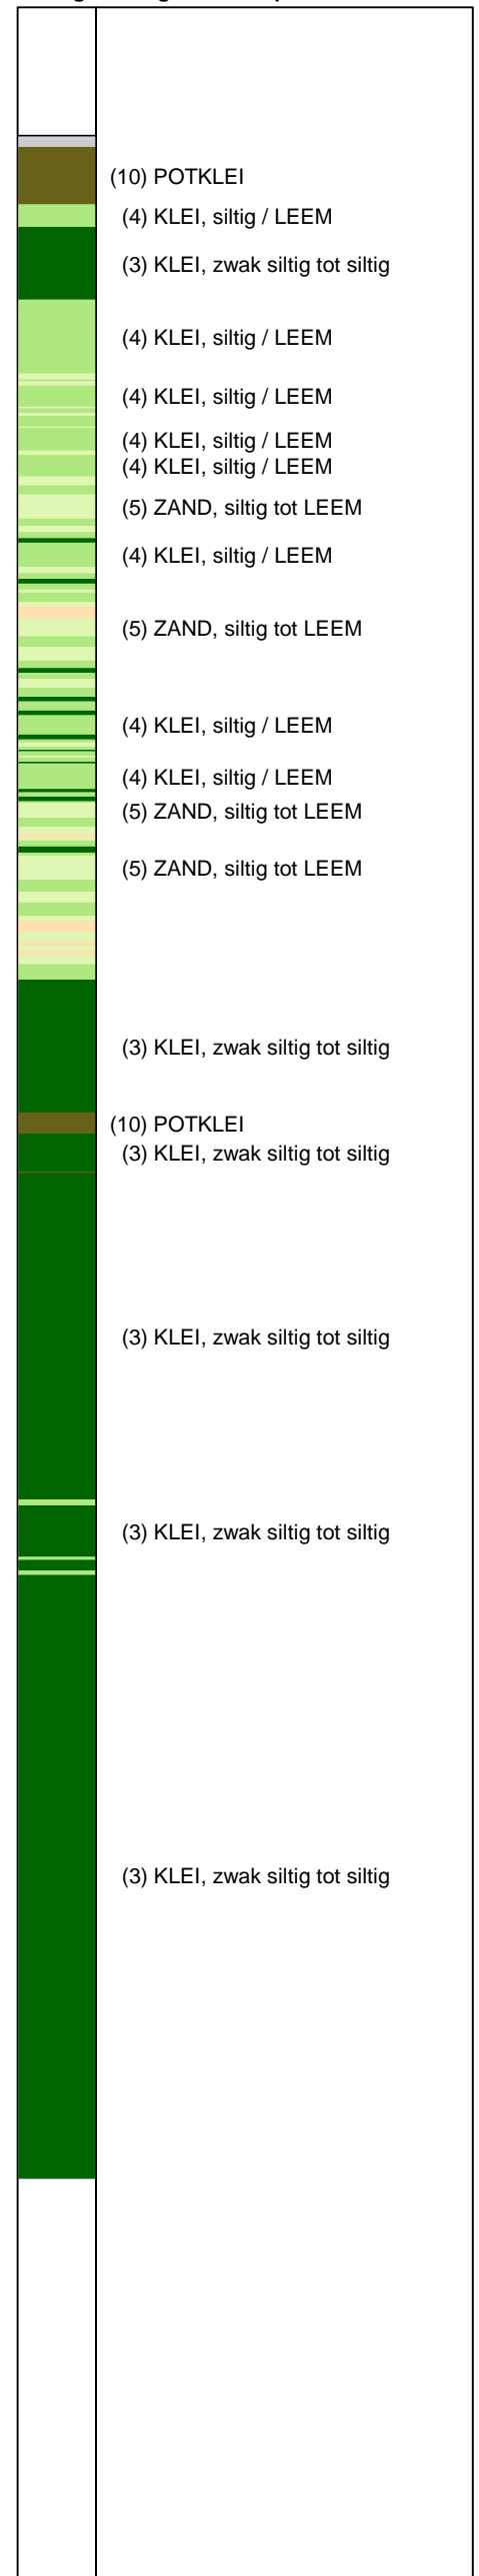 (10) POTKLEI
(4) KLEI, siltig / LEEM
(3) KLEI, zwak siltig tot siltig
(4) KLEI, siltig / LEEM
(4) KLEI, siltig / LEEM
(4) KLEI, siltig / LEEM
(4) KLEI, siltig / LEEM
(5) ZAND, siltig tot LEEM
(4) KLEI, siltig / LEEM
(5) ZAND, siltig tot LEEM
(4) KLEI, siltig / LEEM
(4) KLEI, siltig / LEEM
(5) ZAND, siltig tot LEEM
(5) ZAND, siltig tot LEEM
(3) KLEI, zwak siltig tot siltig
(10) POTKLEI
(3) KLEI, zwak siltig tot siltig
(3) KLEI, zwak siltig tot siltig
(3) KLEI, zwak siltig tot siltig
(3) KLEI, zwak siltig tot siltig